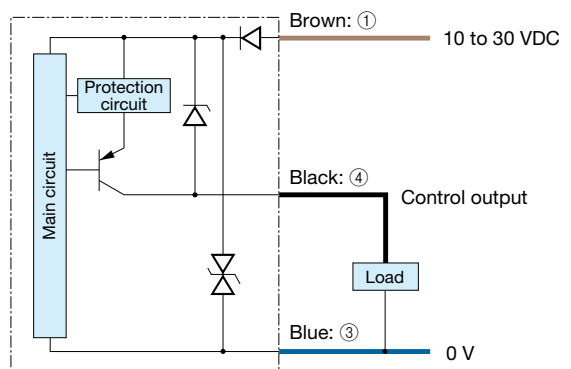 Brown: ①
10 to 30 VDC
Protection
circuit
Main circuit
Black: ④
Control output
Load
Blue: ③
0 V